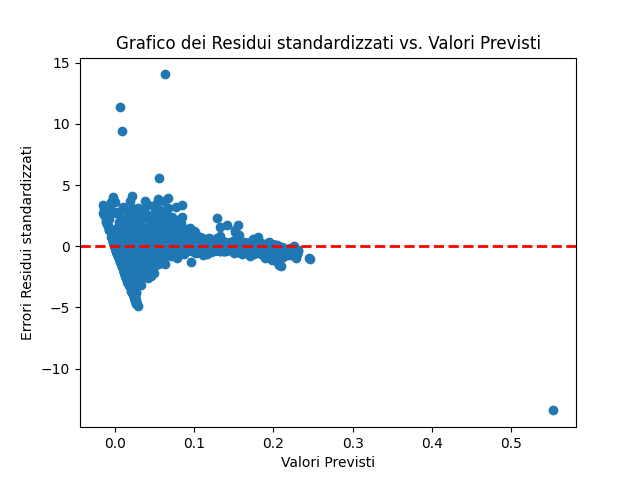 Grafico dei Residui standardizzati vs. Valori Previsti
15
10
5
0
−5
−10
Errori Residui standardizzati
0.0 0.1 0.2 0.3 0.4 0.5
Valori Previsti